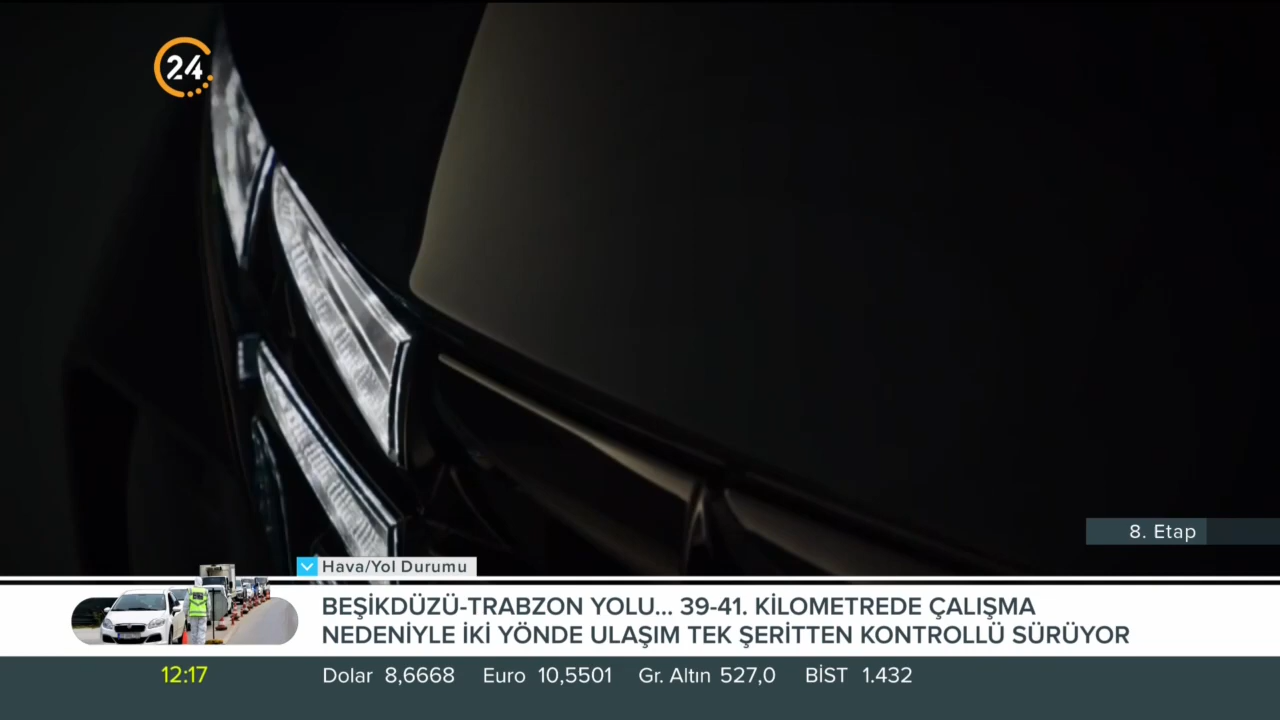 24
8. Etap
Hava/Yol Durumu
BEŞİKDÜZÜ-TRABZON YOLU... 39-41. KİLOMETREDE ÇALIŞMA
NEDENİYLE İKİ YÖNDE ULAŞIM TEK ŞERİTTEN KONTROLLÜ SÜRÜYOR
12:17 Dolar 8,6668 Euro 10,5501 Gr. Altın 527,0 BİST 1.432